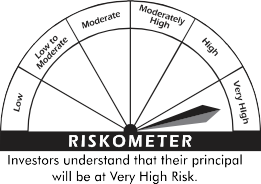 Low
Low to
Moderate
Moderate
Moderately
High
High
Very High
RISKOMETER
Investors understand that their principal
will be at Very High Risk.